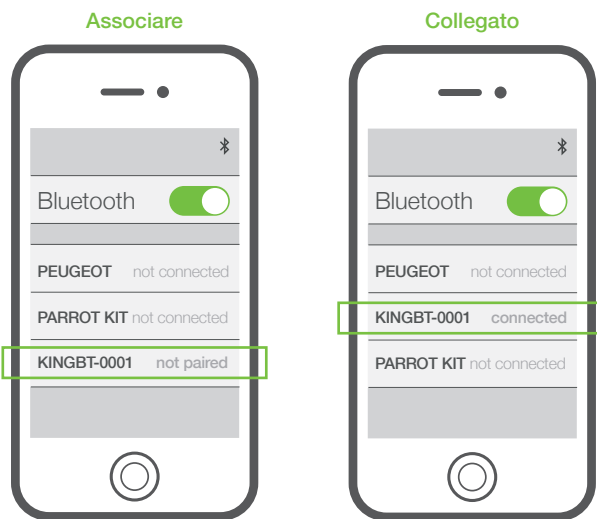 Associare
Bluetooth
PEUGEOT not connected
PARROT KIT not connected
KINGBT-0001 not paired
Collegato
Bluetooth
PEUGEOT not connected
KINGBT-0001 connected
PARROT KIT not connected